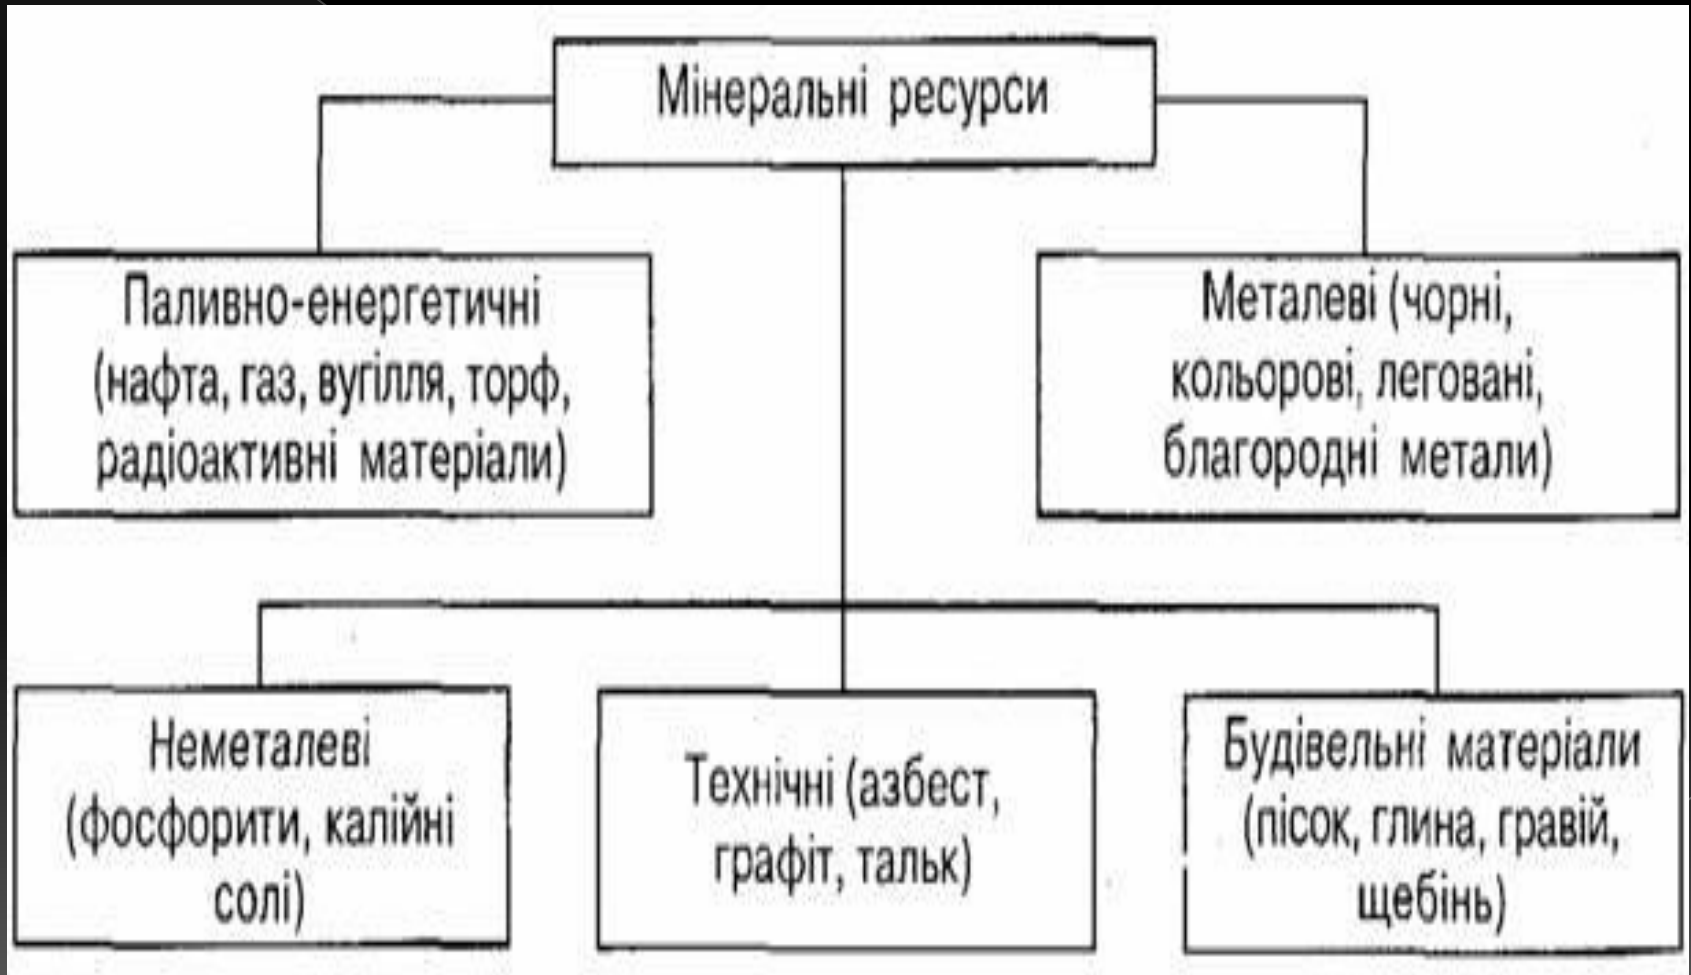 Мінеральні ресурси
Паливно-енергетичні
(нафта, газ, вугілля, торф,
радіоактивні матеріали)
Металеві (чорні,
кольорові, леговані,
благородні метали)
Неметалеві
(фосфорити, калійні
солі)
Технічні (азбест,
графіт, тальк)
Будівельні матеріали
(пісок, глина, гравій,
щебінь)